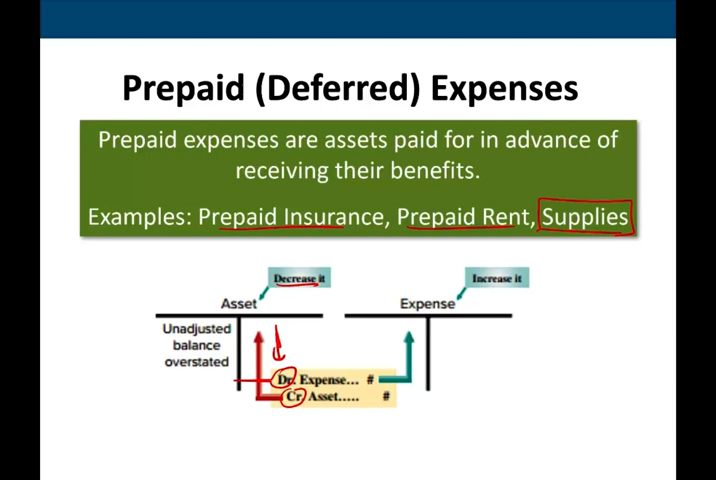 Prepaid (Deferred) Expenses
Prepaid expenses are assets paid for in advance of
receiving their benefits.
Examples: Prepaid Insurance, Prepaid Rent, Supplies
Decrease it
Increase it
Asset
Expense
Unadjusted
balance
overstated
Dr. Expense... #
Cr. Asset..... #